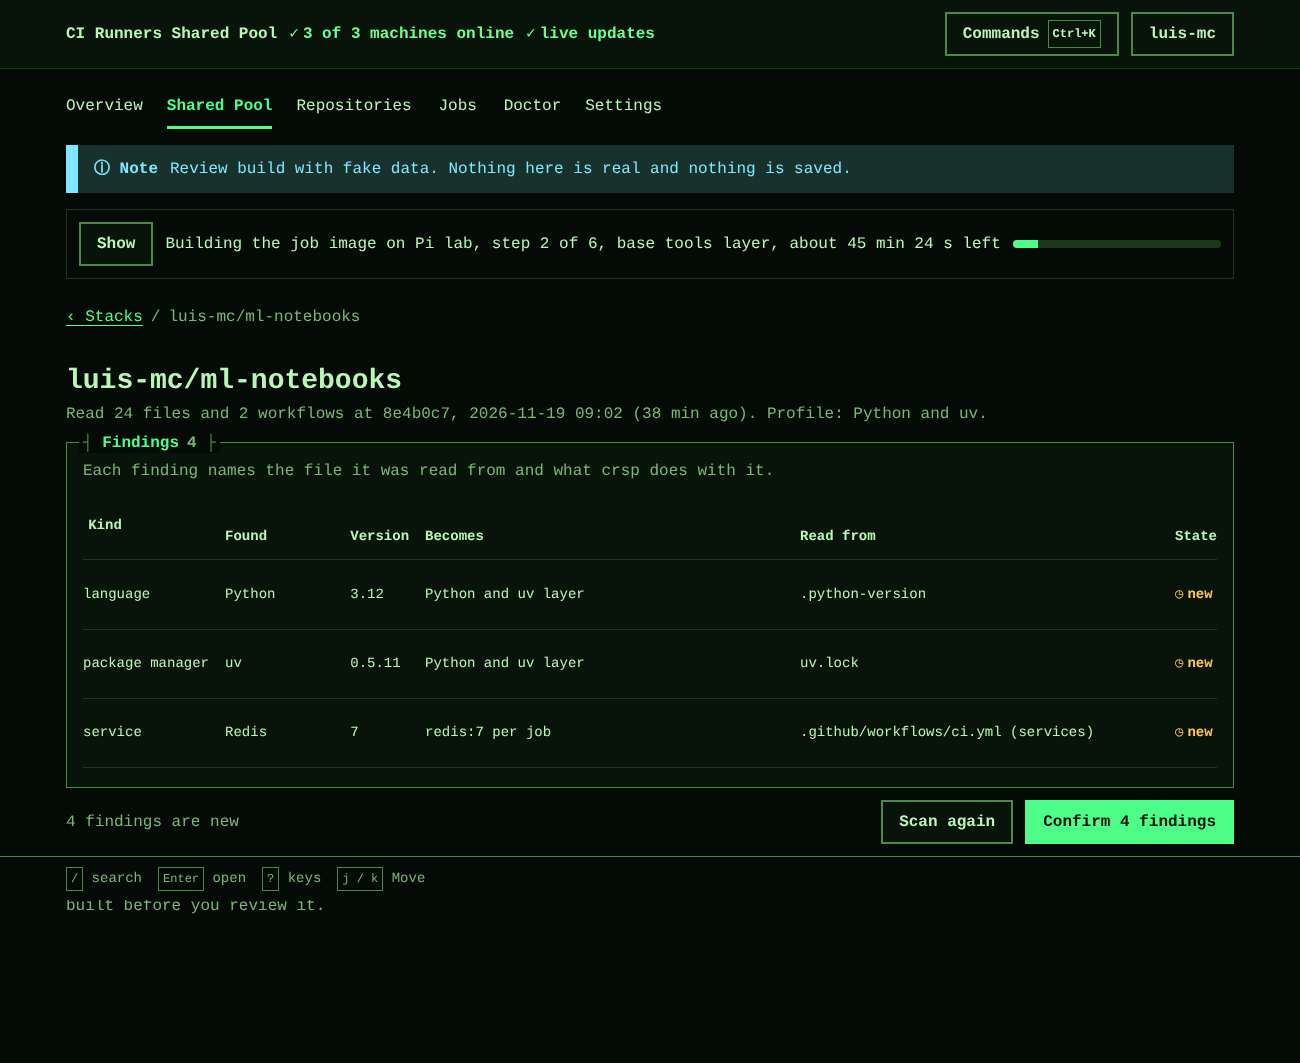 CI Runners Shared Pool ✓ 3 of 3 machines online ✓ live updates Commands Ctrl+K luis-mc
Overview Shared Pool Repositories Jobs Doctor Settings
ⓘ Note Review build with fake data. Nothing here is real and nothing is saved.
Show Building the job image on Pi lab, step 2 of 6, base tools layer, about 45 min 24 s left
‹ Stacks / luis-mc/ml-notebooks
luis-mc/ml-notebooks
Read 24 files and 2 workflows at 8e4b0c7, 2026-11-19 09:02 (38 min ago). Profile: Python and uv.
Findings 4
Each finding names the file it was read from and what crsp does with it.
Kind Found Version Becomes Read from State
language Python 3.12 Python and uv layer .python-version ◷ new
package manager uv 0.5.11 Python and uv layer uv.lock ◷ new
service Redis 7 redis:7 per job .github/workflows/ci.yml (services) ◷ new
4 findings are new Scan again Confirm 4 findings
/ search Enter open ? keys j / k Move
built before you review it.